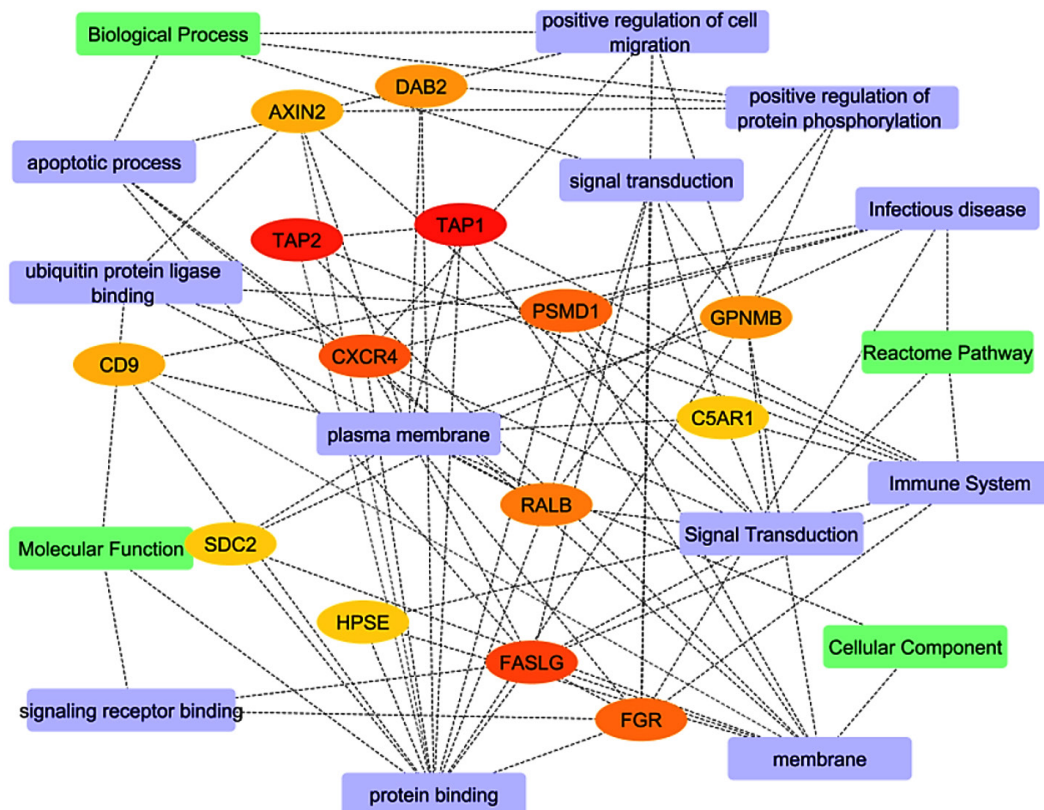 positive regulation of cell
migration
Biological Process
DAB2
AXIN2
positive regulation of
protein phosphorylation
apoptotic process
signal transduction
Infectious disease
TAP1
TAP2
ubiquitin protein ligase
binding
PSMD1
GPNMB
CXCR4
CD9
Reactome Pathway
C5AR1
plasma membrane
Immune System
RALB
Signal Transduction
SDC2
Molecular Function
HPSE
Cellular Component
FASLG
signaling receptor binding
FGR
membrane
protein binding